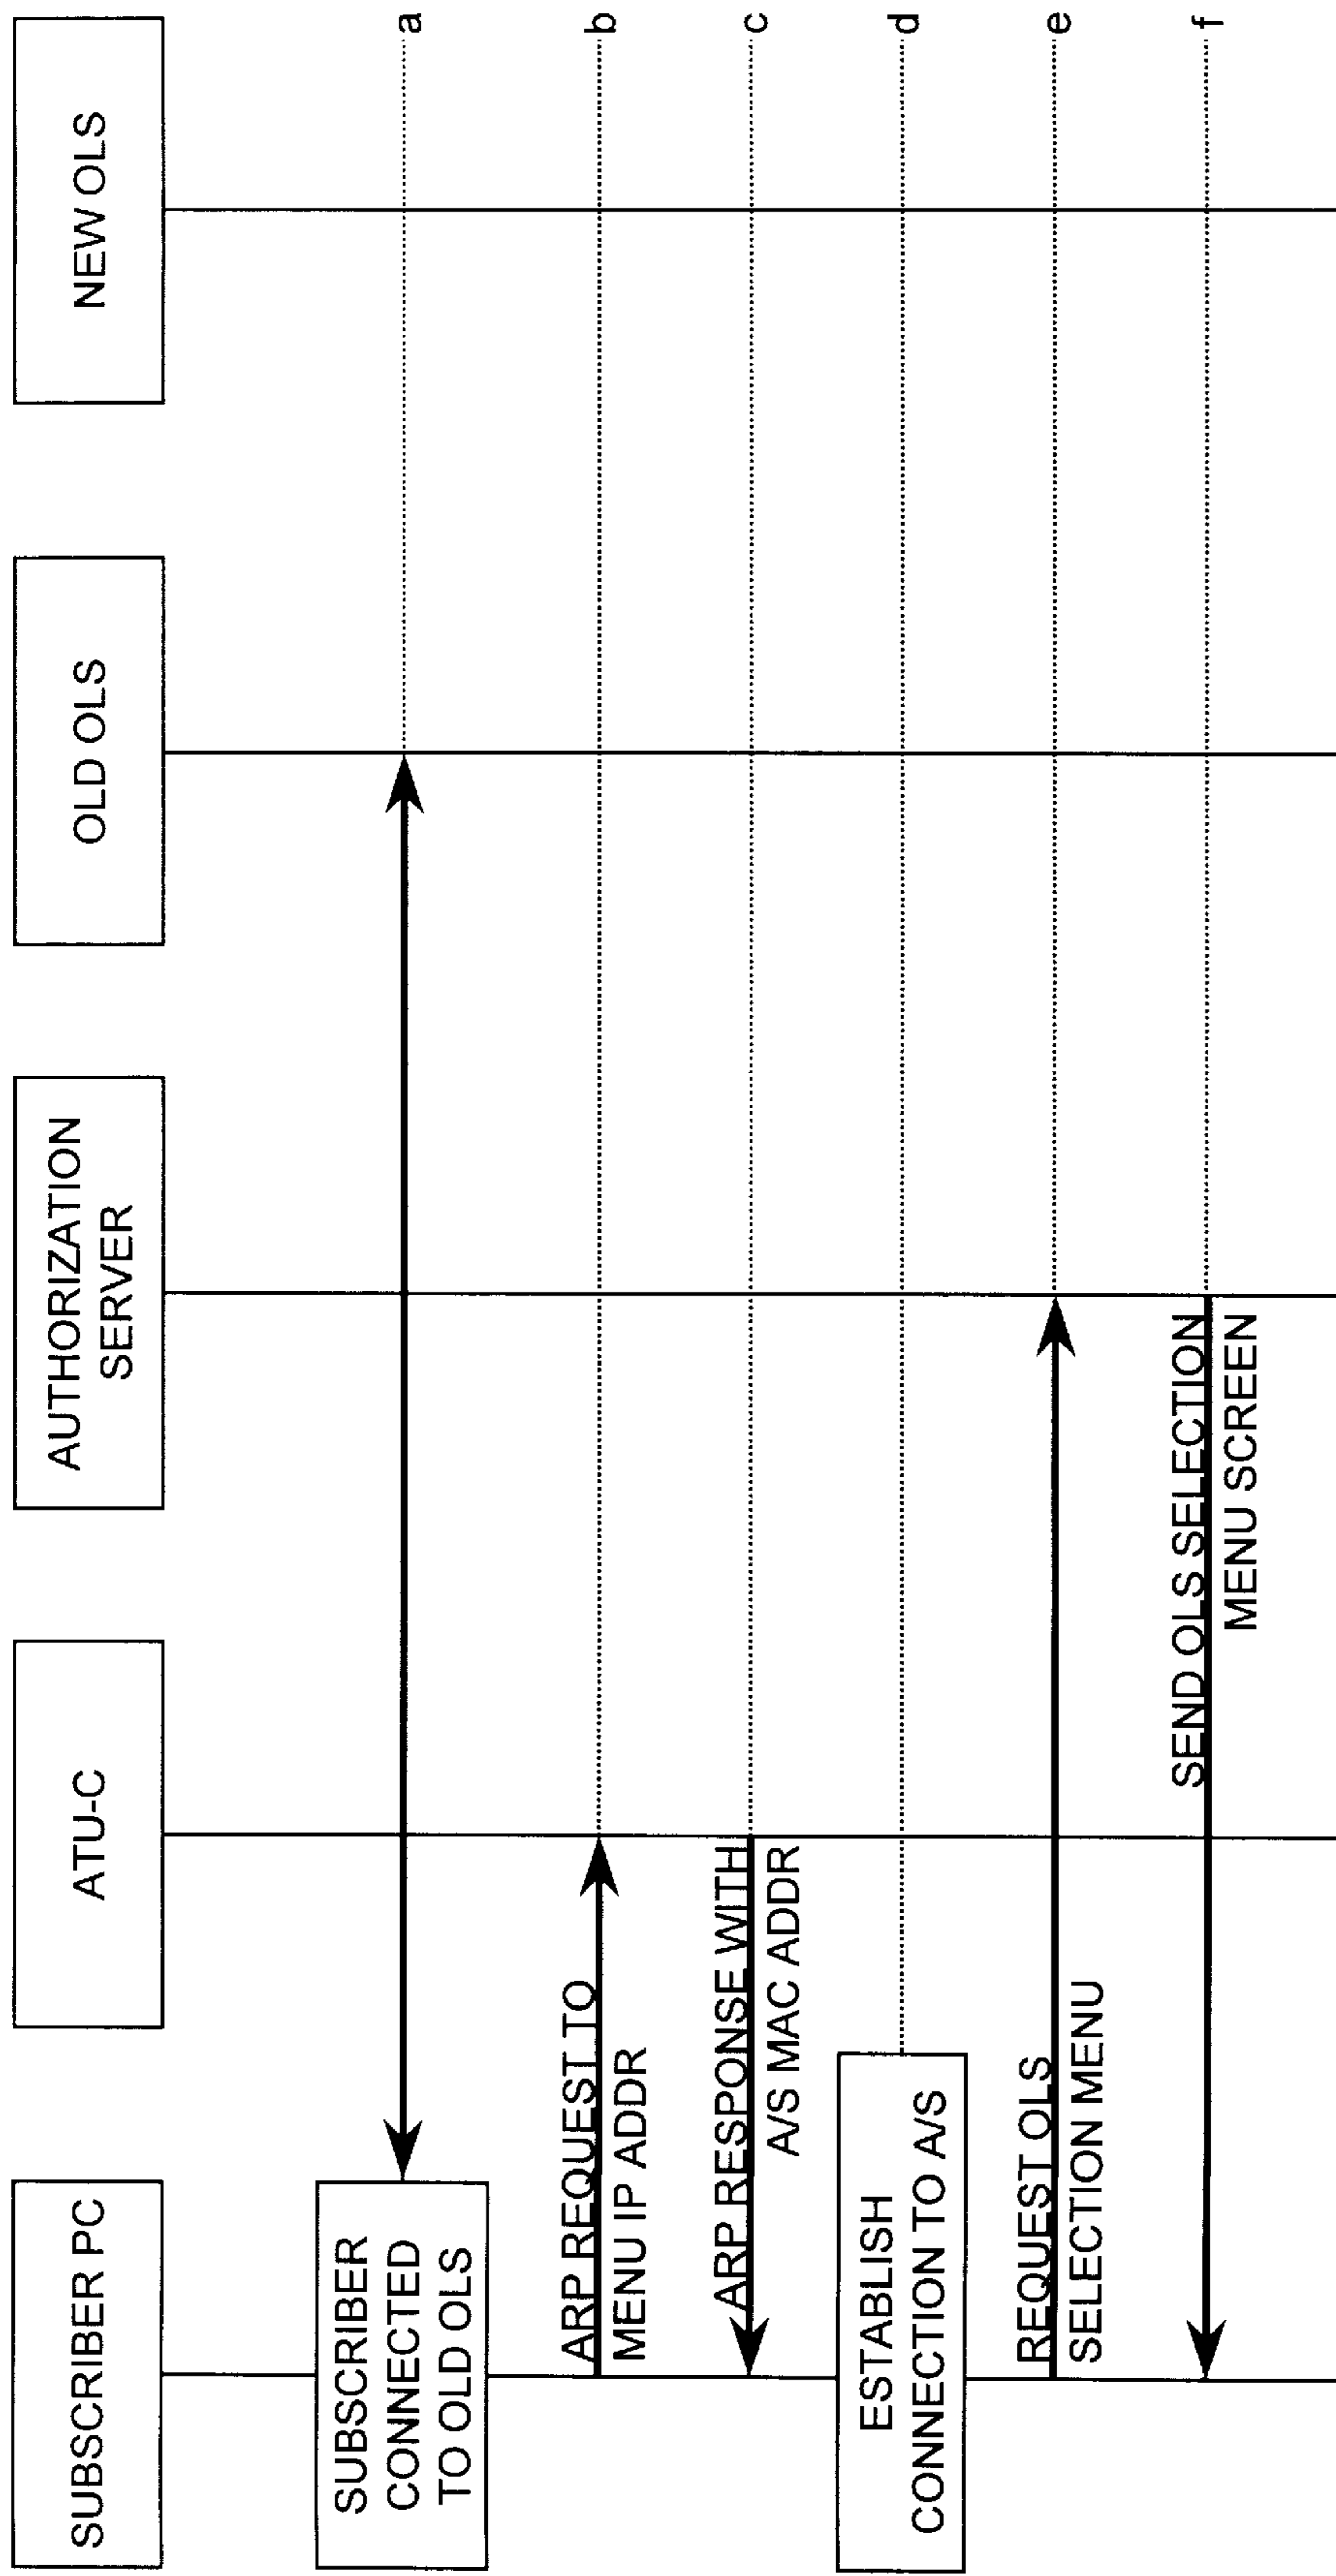 SUBSCRIBER PC
ATU-C
AUTHORIZATION
SERVER
OLD OLS
NEW OLS
SUBSCRIBER
CONNECTED
TO OLD OLS
a
ARP REQUEST TO
MENU IP ADDR
b
ARP RESPONSE WITH
A/S MAC ADDR
c
ESTABLISH
CONNECTION TO A/S
d
REQUEST OLS
SELECTION MENU
e
SEND OLS SELECTION
MENU SCREEN
f